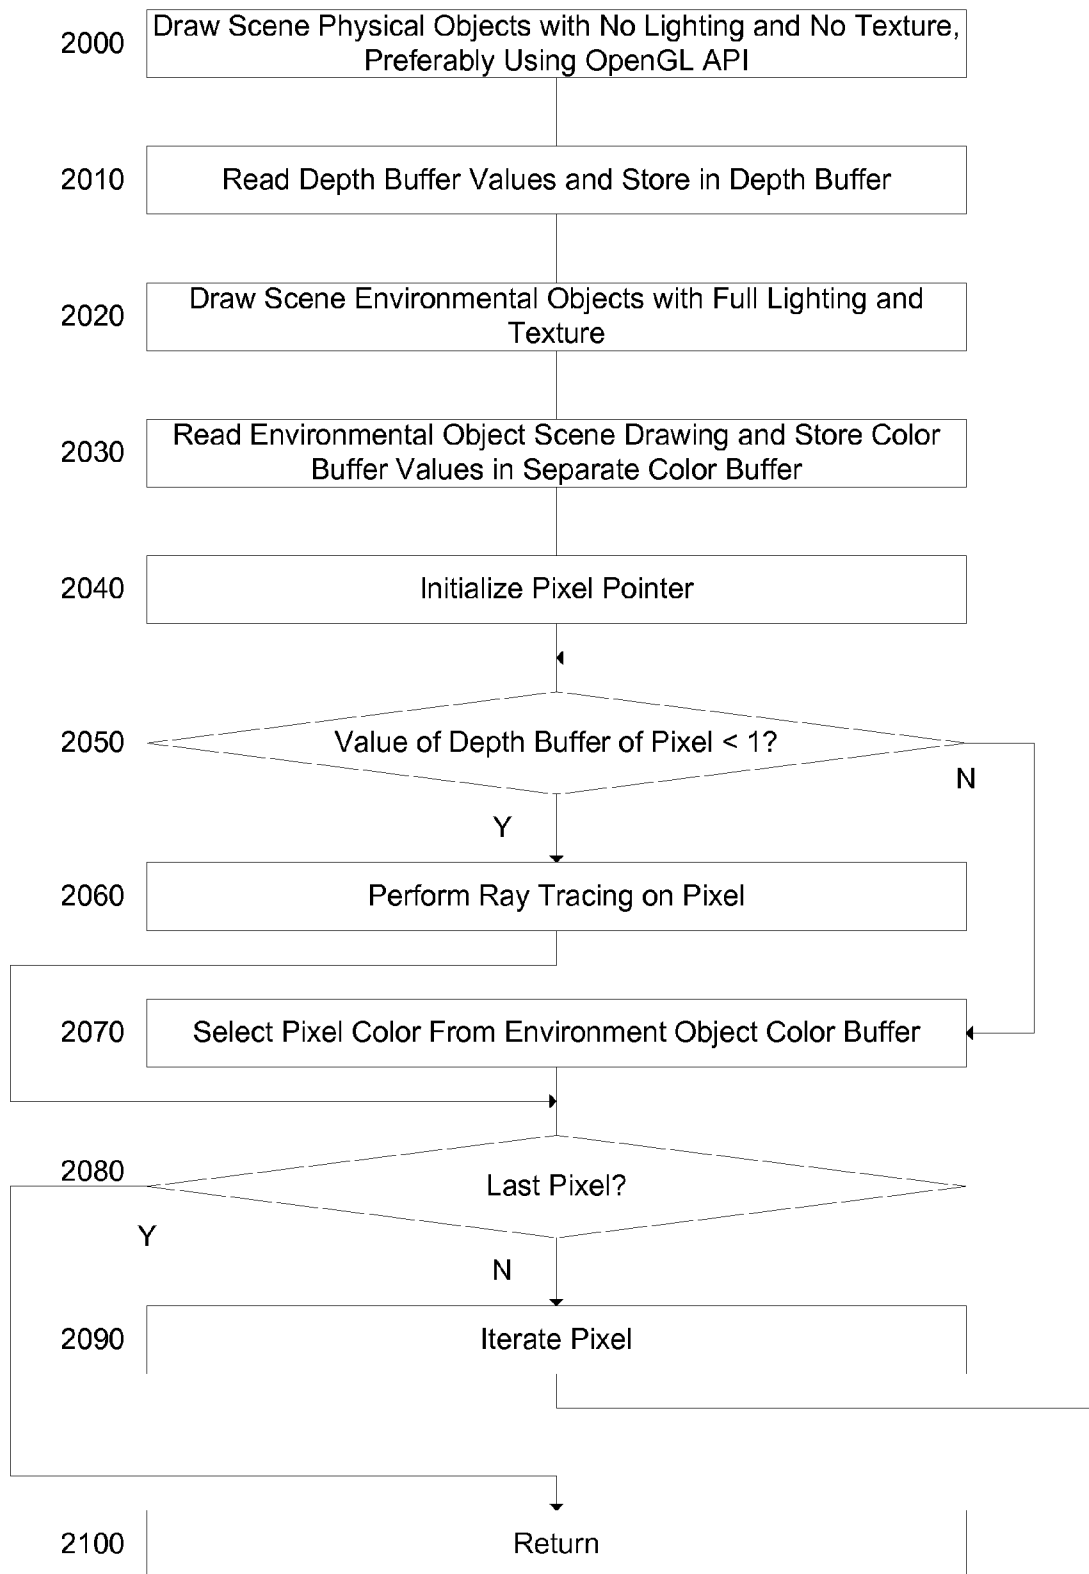 2000
Draw Scene Physical Objects with No Lighting and No Texture,
Preferably Using OpenGL API
2010
Read Depth Buffer Values and Store in Depth Buffer
2020
Draw Scene Environmental Objects with Full Lighting and
Texture
2030
Read Environmental Object Scene Drawing and Store Color
Buffer Values in Separate Color Buffer
2040
Initialize Pixel Pointer
2050
Value of Depth Buffer of Pixel < 1?
N
Y
2060
Perform Ray Tracing on Pixel
2070
Select Pixel Color From Environment Object Color Buffer
2080
Last Pixel?
Y
N
2090
Iterate Pixel
2100
Return